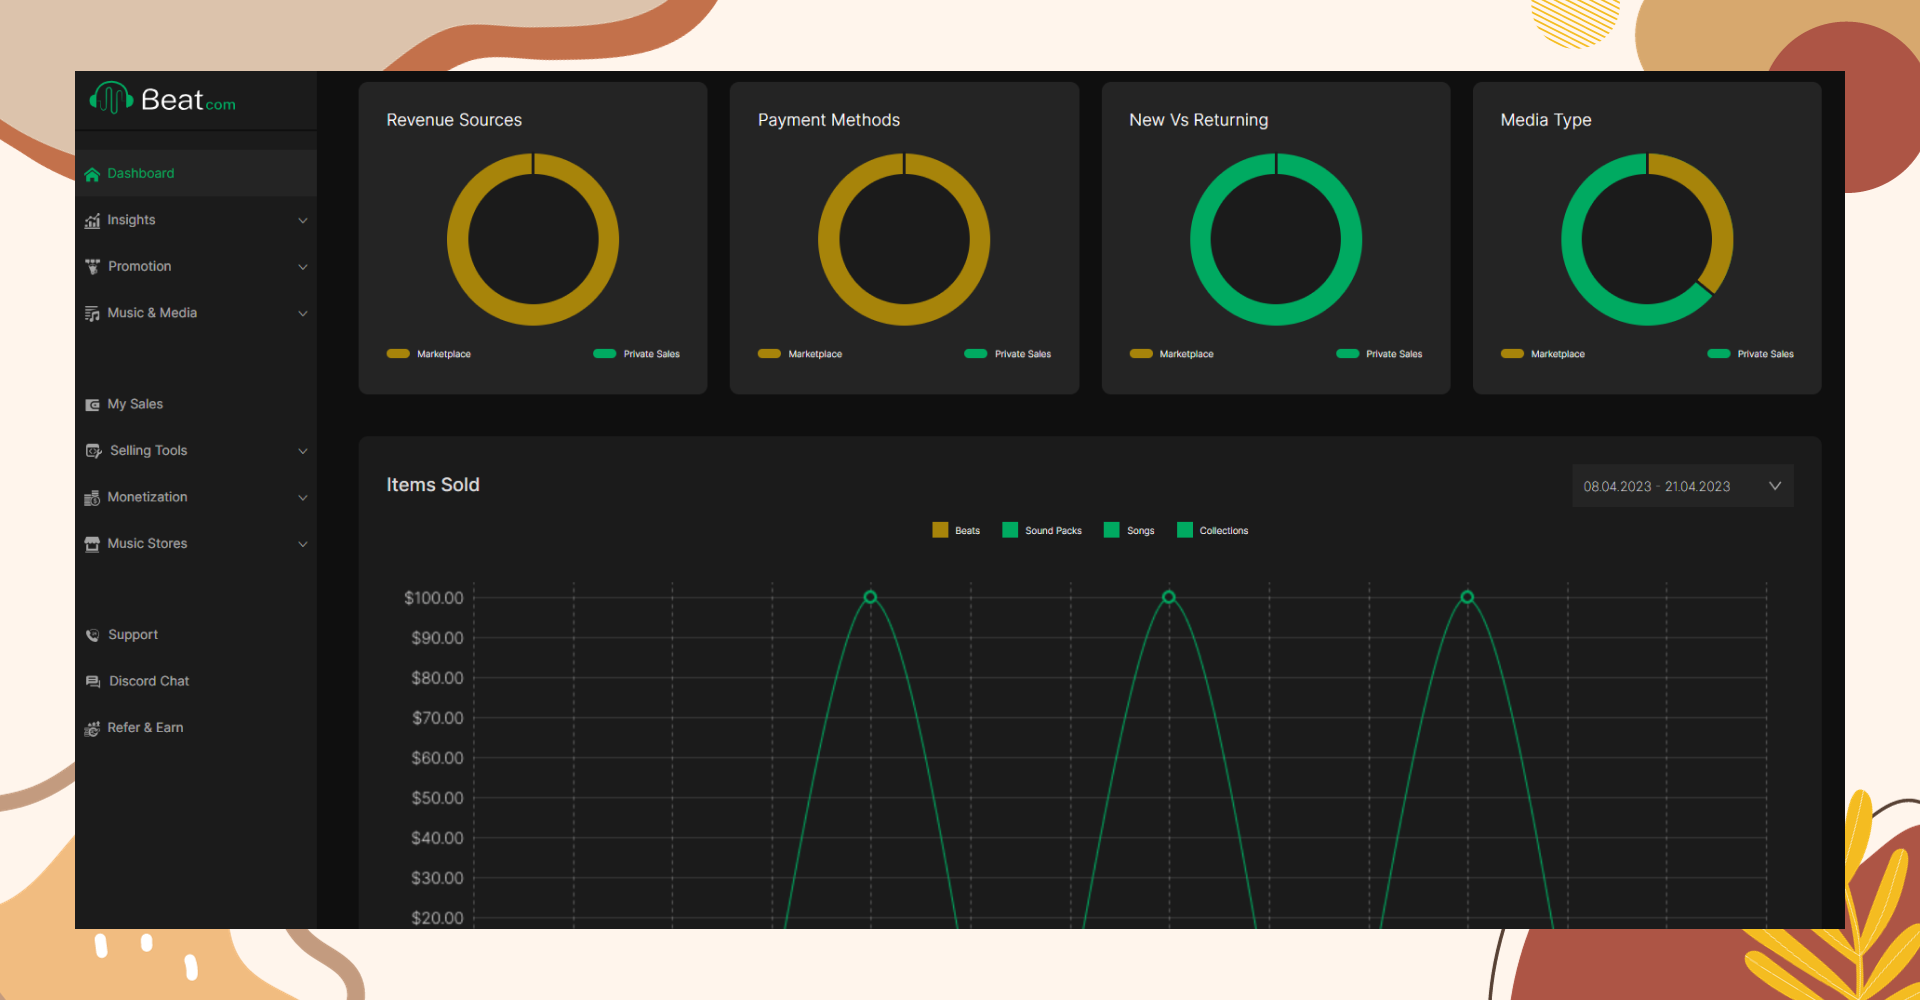 Beat.com
Dashboard
Insights
Promotion
Music & Media
My Sales
Selling Tools
Monetization
Music Stores
Support
Discord Chat
Refer & Earn
Revenue Sources
Marketplace
Private Sales
Payment Methods
Marketplace
Private Sales
New Vs Returning
Marketplace
Private Sales
Media Type
Marketplace
Private Sales
Items Sold
08.04.2023 - 21.04.2023
Beats
Sound Packs
Songs
Collections
$100.00
$90.00
$80.00
$70.00
$60.00
$50.00
$40.00
$30.00
$20.00